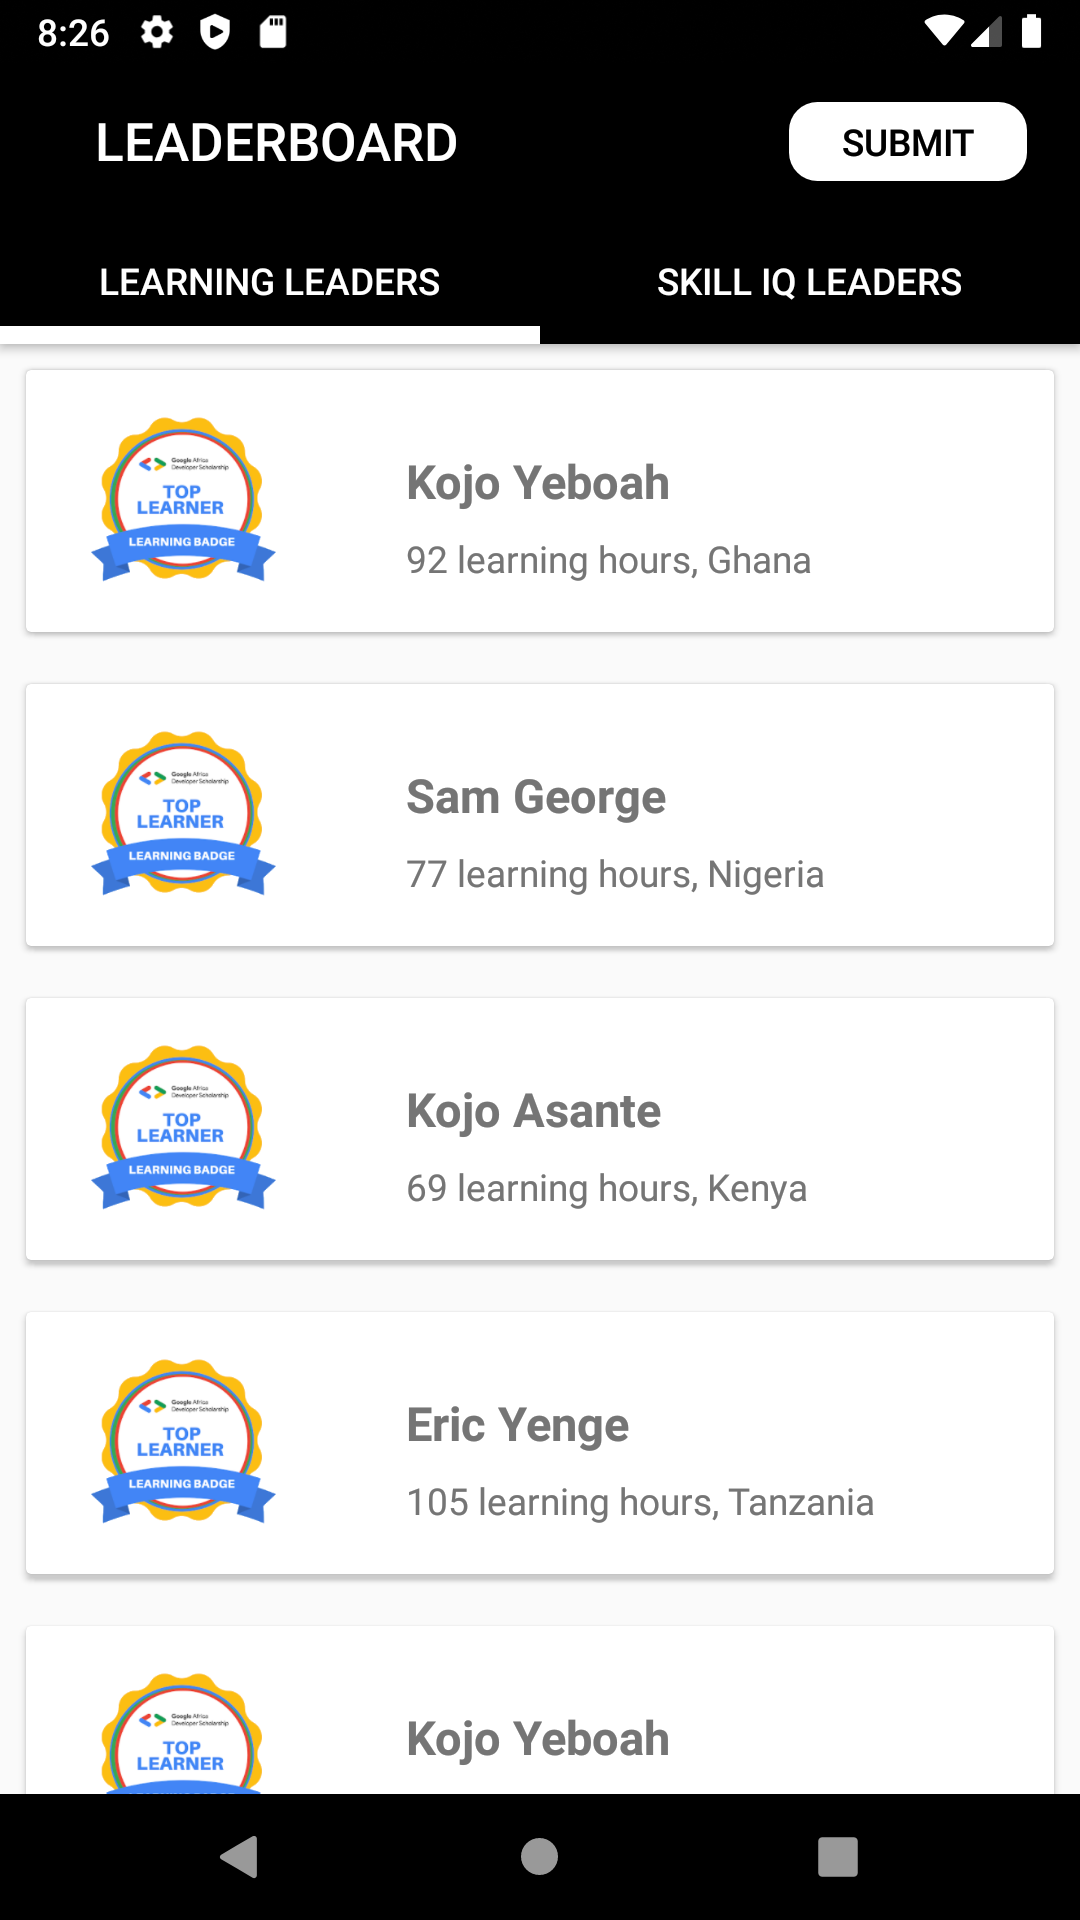 8:26
LEADERBOARD
SUBMIT
LEARNING LEADERS
SKILL IQ LEADERS
Google Africa
Developer Scholarship
TOP
LEARNER
LEARNING BADGE
Kojo Yeboah
92 learning hours, Ghana
Google Africa
Developer Scholarship
TOP
LEARNER
LEARNING BADGE
Sam George
77 learning hours, Nigeria
Google Africa
Developer Scholarship
TOP
LEARNER
LEARNING BADGE
Kojo Asante
69 learning hours, Kenya
Google Africa
Developer Scholarship
TOP
LEARNER
LEARNING BADGE
Eric Yenge
105 learning hours, Tanzania
Google Africa
Developer Scholarship
TOP
LEARNER
Kojo Yeboah